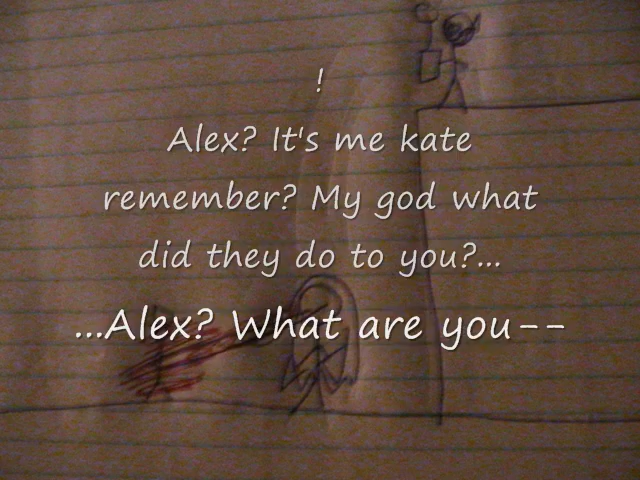 !
Alex? It's me kate
remember? My god what
did they do to you?...
...Alex? What are you--